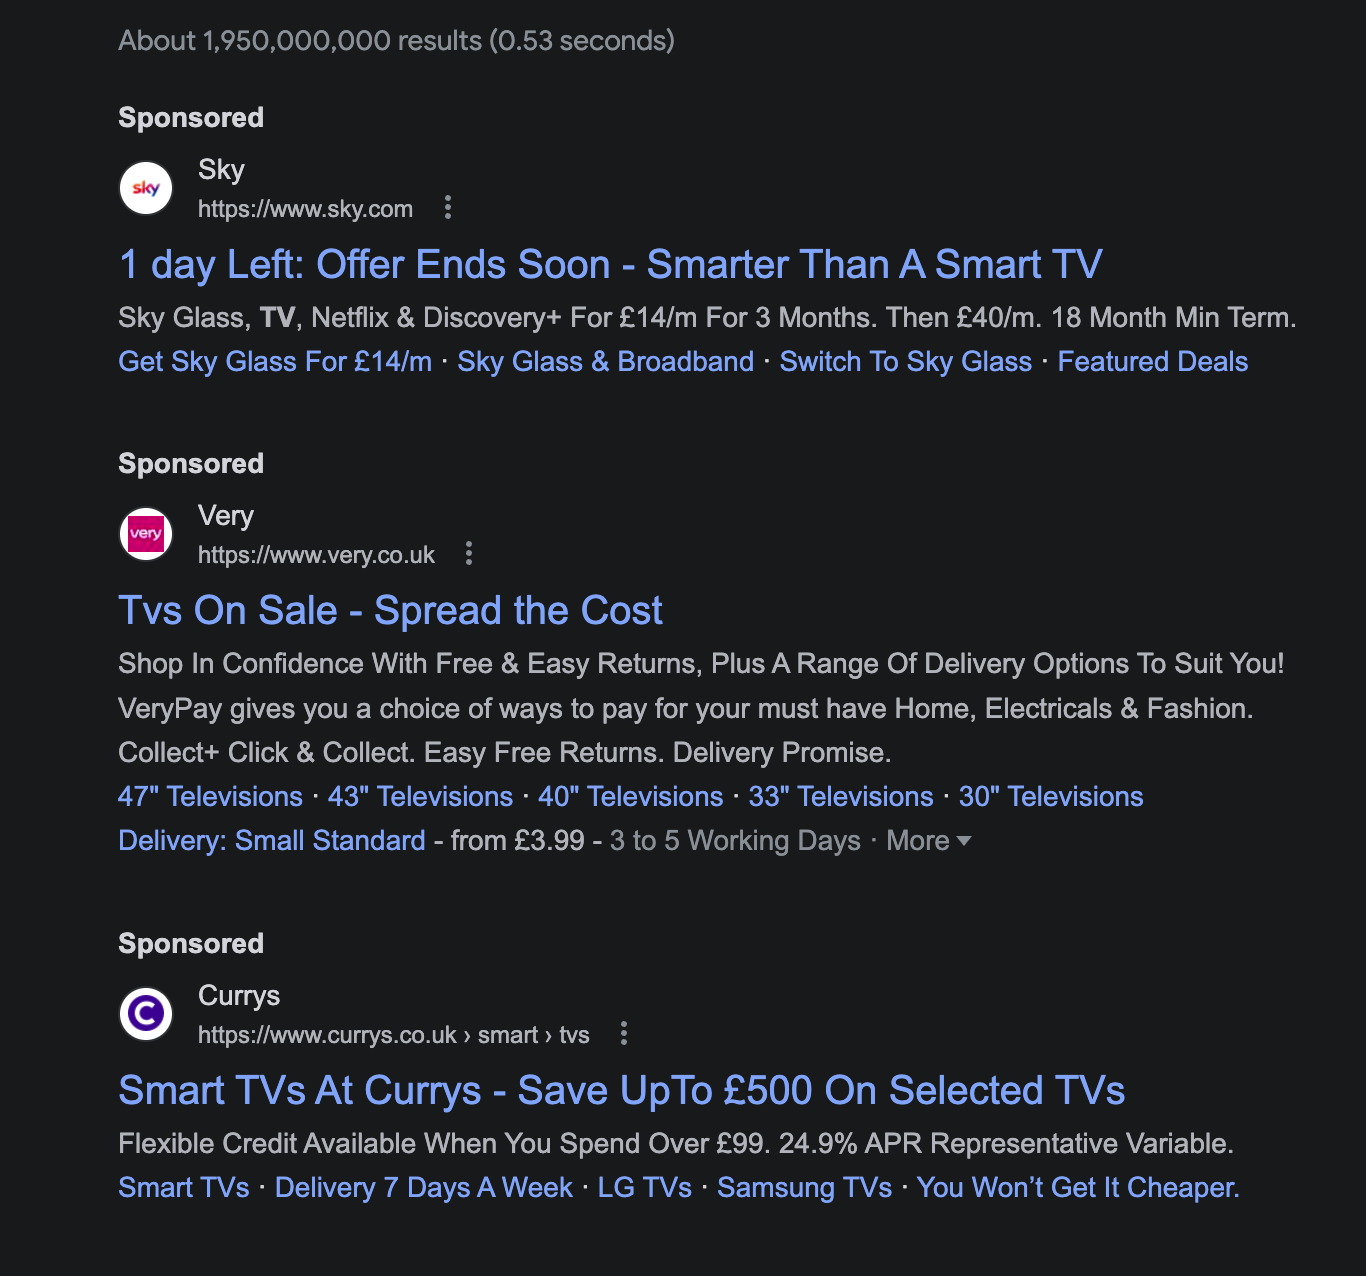 About 1,950,000,000 results (0.53 seconds)
Sponsored
sky
Sky
https://www.sky.com
1 day Left: Offer Ends Soon - Smarter Than A Smart TV
Sky Glass, TV, Netflix & Discovery+ For £14/m For 3 Months. Then £40/m. 18 Month Min Term.
Get Sky Glass For £14/m · Sky Glass & Broadband · Switch To Sky Glass · Featured Deals
Sponsored
very
Very
https://www.very.co.uk
Tvs On Sale - Spread the Cost
Shop In Confidence With Free & Easy Returns, Plus A Range Of Delivery Options To Suit You!
VeryPay gives you a choice of ways to pay for your must have Home, Electricals & Fashion.
Collect+ Click & Collect. Easy Free Returns. Delivery Promise.
47" Televisions · 43" Televisions · 40" Televisions · 33" Televisions · 30" Televisions
Delivery: Small Standard - from £3.99 - 3 to 5 Working Days · More
Sponsored
C
Currys
https://www.currys.co.uk › smart › tvs
Smart TVs At Currys - Save UpTo £500 On Selected TVs
Flexible Credit Available When You Spend Over £99. 24.9% APR Representative Variable.
Smart TVs · Delivery 7 Days A Week · LG TVs · Samsung TVs · You Won’t Get It Cheaper.